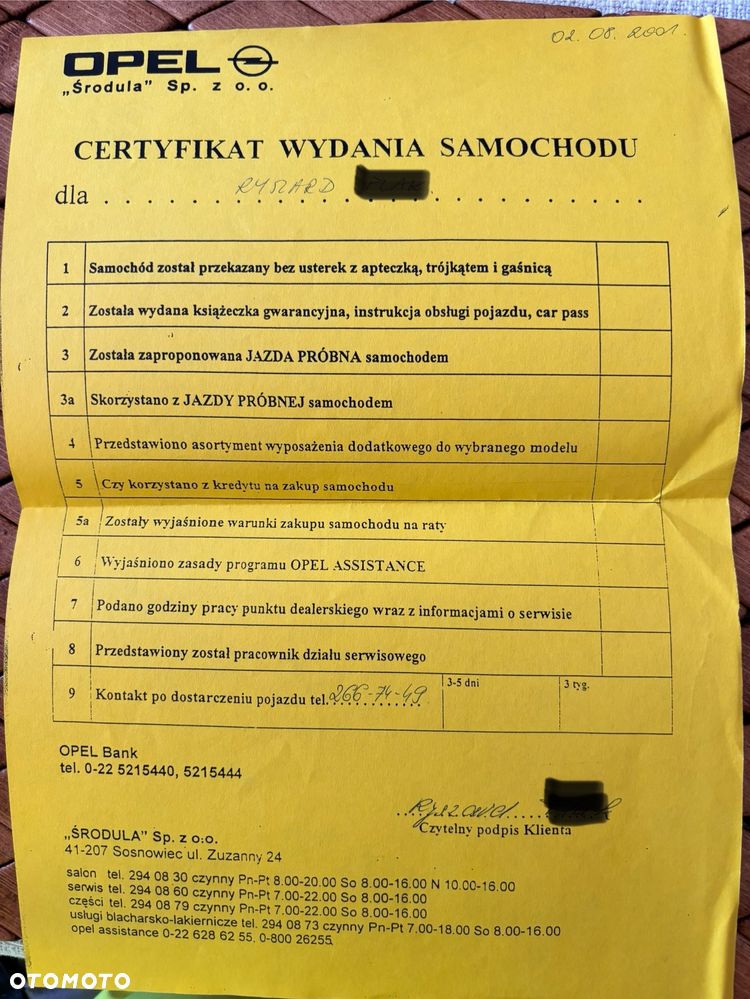 02.08.2001.
OPEL
„Środula” Sp. z o.o.
CERTYFIKAT WYDANIA SAMOCHODU
dla RYSZARD
1 Samochód został przekazany bez usterek z apteczką, trójkątem i gaśnicą
2 Została wydana książeczka gwarancyjna, instrukcja obsługi pojazdu, car pass
3 Została zaproponowana JAZDA PRÓBNA samochodem
3a Skorzystano z JAZDY PRÓBNEJ samochodem
4 Przedstawiono asortyment wyposażenia dodatkowego do wybranego modelu
5 Czy korzystano z kredytu na zakup samochodu
5a Zostały wyjaśnione warunki zakupu samochodu na raty
6 Wyjaśniono zasady programu OPEL ASSISTANCE
7 Podano godziny pracy punktu dealerskiego wraz z informacjami o serwisie
8 Przedstawiony został pracownik działu serwisowego
9 Kontakt po dostarczeniu pojazdu tel. 266-74-49 3-5 dni 3 tyg.
OPEL Bank
tel. 0-22 5215440, 5215444
Ryszard
Czytelny podpis Klienta
„ŚRODULA” Sp. z o.o.
41-207 Sosnowiec ul. Zuzanny 24
salon tel. 294 08 30 czynny Pn-Pt 8.00-20.00 So 8.00-16.00 N 10.00-16.00
serwis tel. 294 08 60 czynny Pn-Pt 7.00-22.00 So 8.00-16.00
części tel. 294 08 79 czynny Pn-Pt 7.00-22.00 So 8.00-16.00
usługi blacharsko-lakiernicze tel. 294 08 73 czynny Pn-Pt 7.00-18.00 So 8.00-16.00
opel assistance 0-22 628 62 55, 0-800 26255
OTOMOTO